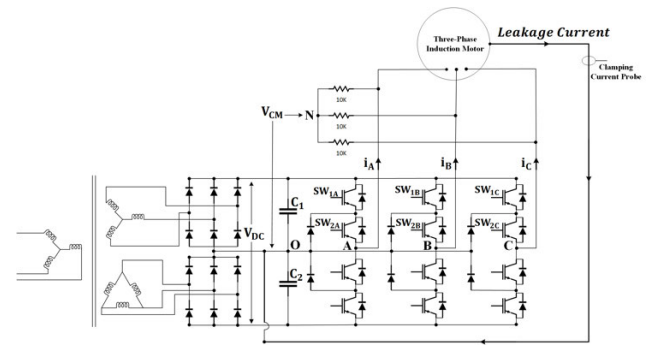 Leakage Current
Three-Phase
Induction Motor
Clamping
Current Probe
10K
V_CM
N
10K
10K
i_A
i_B
i_C
SW_1A
SW_1B
SW_1C
C_1
V_DC
SW_2A
SW_2B
SW_2C
O
A
B
C
C_2